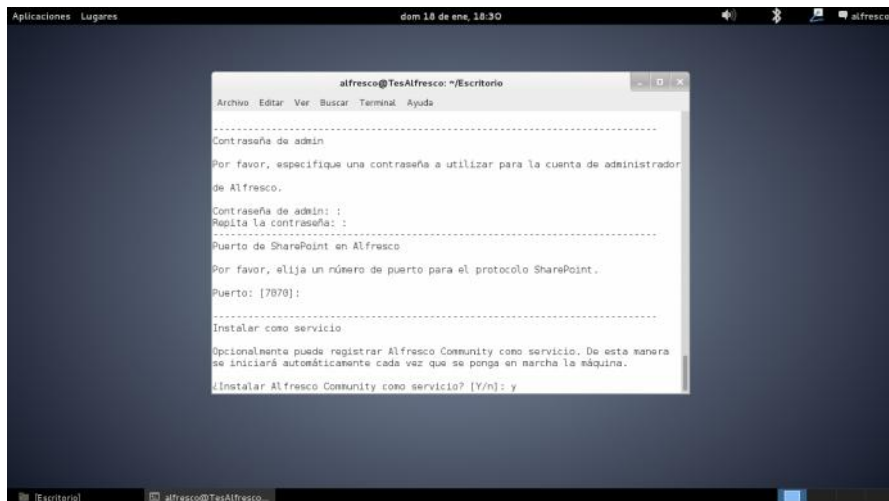 Aplicaciones Lugares
dom 18 de ene, 18:30
alfresco
alfresco@TesAlfresco: ~/Escritorio
Archivo Editar Ver Buscar Terminal Ayuda
--------------------------------------------------------------------
Contraseña de admin
Por favor, especifique una contraseña a utilizar para la cuenta de administrador
de Alfresco.
Contraseña de admin: :
Repita la contraseña: :
--------------------------------------------------------------------
Puerto de SharePoint en Alfresco
Por favor, elija un número de puerto para el protocolo SharePoint.
Puerto: [7070]:
--------------------------------------------------------------------
Instalar como servicio
Opcionalmente puede registrar Alfresco Community como servicio. De esta manera
se iniciará automáticamente cada vez que se ponga en marcha la máquina.
¿Instalar Alfresco Community como servicio? [Y/n]: y
[Escritorio]
alfresco@TesAlfresco...